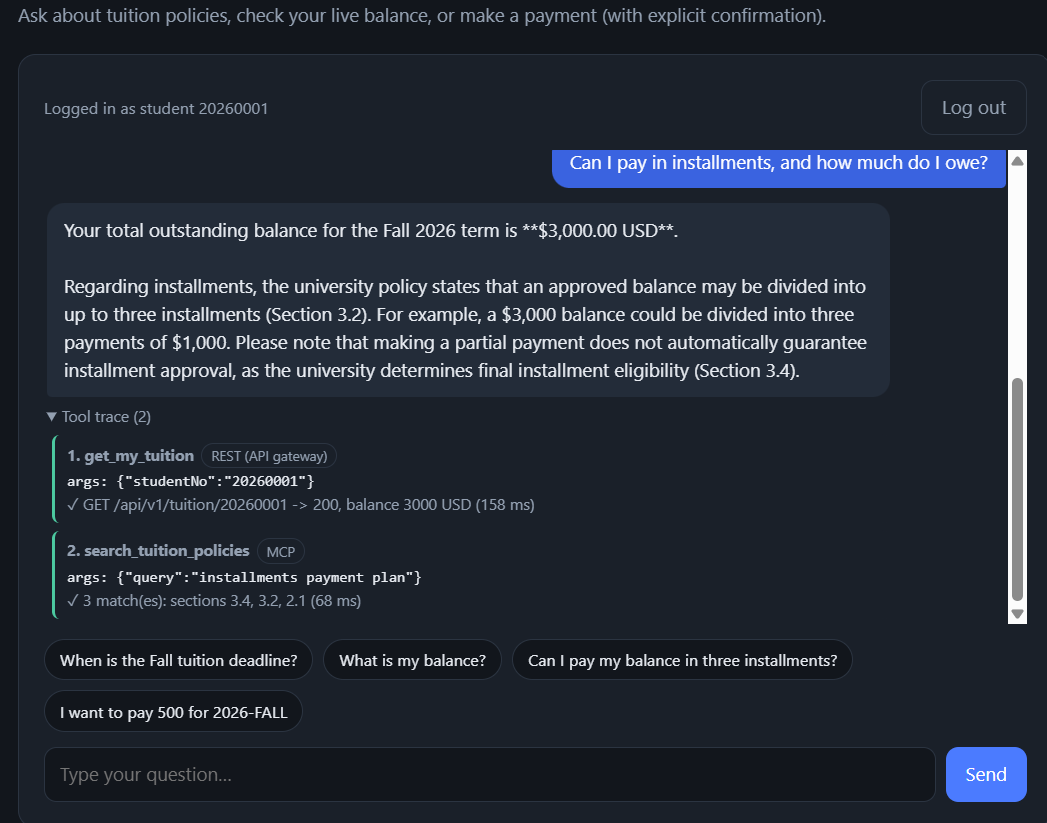 Ask about tuition policies, check your live balance, or make a payment (with explicit confirmation).
Logged in as student 20260001
Log out
Can I pay in installments, and how much do I owe?
Your total outstanding balance for the Fall 2026 term is **$3,000.00 USD**.
Regarding installments, the university policy states that an approved balance may be divided into
up to three installments (Section 3.2). For example, a $3,000 balance could be divided into three
payments of $1,000. Please note that making a partial payment does not automatically guarantee
installment approval, as the university determines final installment eligibility (Section 3.4).
▼ Tool trace (2)
1. get_my_tuition REST (API gateway)
args: {"studentNo":"20260001"}
✓ GET /api/v1/tuition/20260001 -> 200, balance 3000 USD (158 ms)
2. search_tuition_policies MCP
args: {"query":"installments payment plan"}
✓ 3 match(es): sections 3.4, 3.2, 2.1 (68 ms)
When is the Fall tuition deadline? What is my balance? Can I pay my balance in three installments?
I want to pay 500 for 2026-FALL
Type your question...
Send